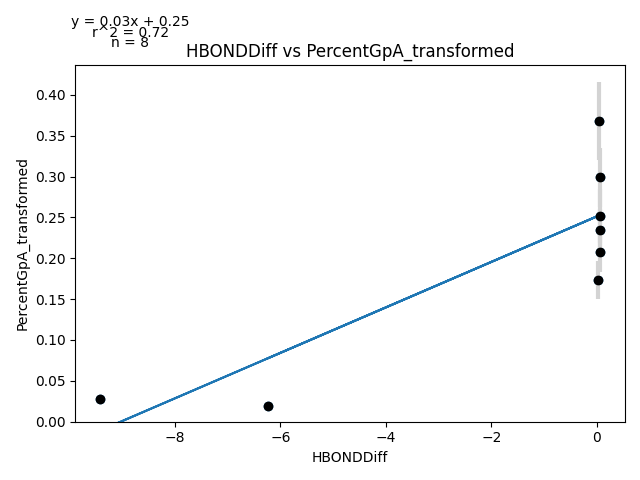 y = 0.03x + 0.25
r^2 = 0.72
n = 8
HBONDDiff vs PercentGpA_transformed
PercentGpA_transformed
0.40
0.35
0.30
0.25
0.20
0.15
0.10
0.05
0.00
−8
−6
−4
−2
0
HBONDDiff